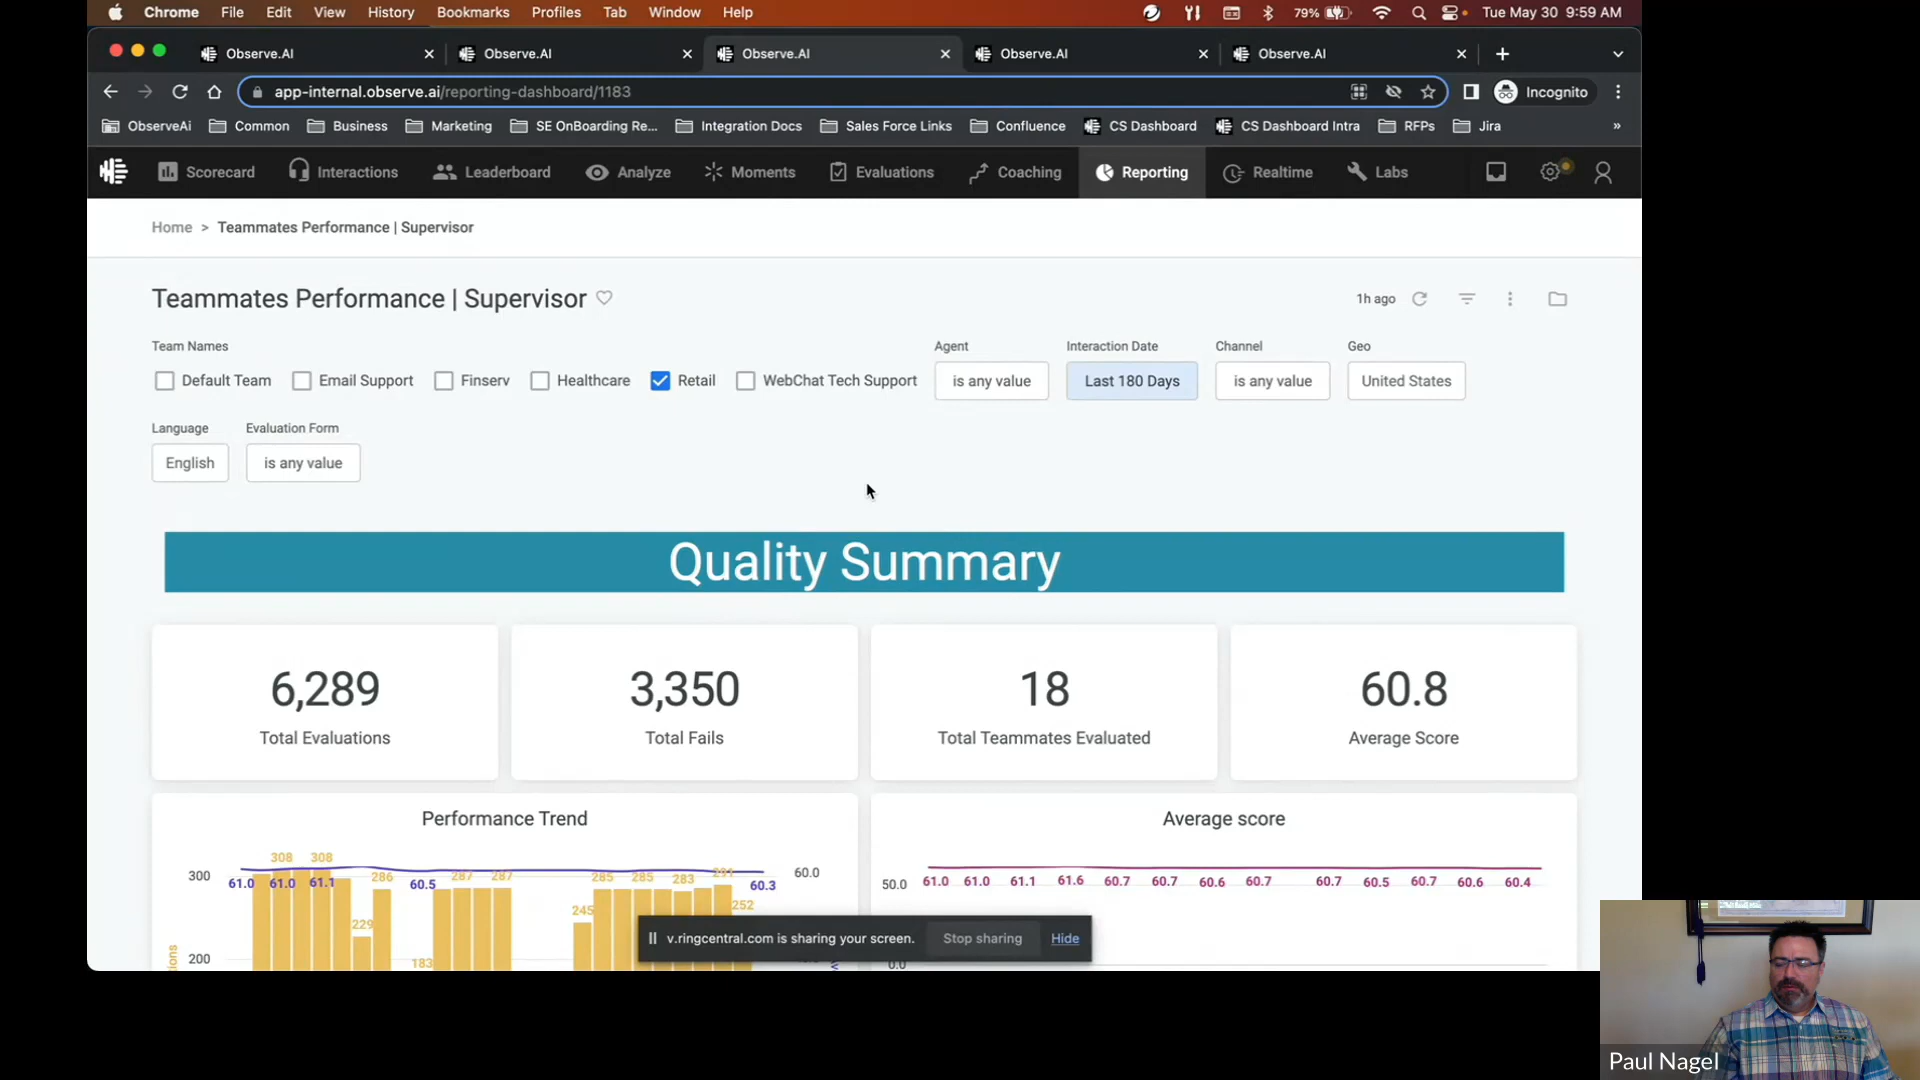 Chrome File Edit View History Bookmarks Profiles Tab Window Help 79% Tue May 30 9:59 AM
Observe.AI Observe.AI Observe.AI Observe.AI Observe.AI
app-internal.observe.ai/reporting-dashboard/1183 Incognito
ObserveAi Common Business Marketing SE OnBoarding Re... Integration Docs Sales Force Links Confluence CS Dashboard CS Dashboard Intra RFPs Jira »
Scorecard Interactions Leaderboard Analyze Moments Evaluations Coaching Reporting Realtime Labs
Home > Teammates Performance | Supervisor
Teammates Performance | Supervisor 1h ago
Team Names Agent Interaction Date Channel Geo
Default Team Email Support Finserv Healthcare Retail WebChat Tech Support is any value Last 180 Days is any value United States
Language Evaluation Form
English is any value
Quality Summary
6,289 3,350 18 60.8
Total Evaluations Total Fails Total Teammates Evaluated Average Score
Performance Trend Average score
308 308
300 61.0 61.0 61.1 286 60.5 287 287 285 285 283 291 60.0 60.3
50.0 61.0 61.0 61.1 61.6 60.7 60.7 60.6 60.7 60.7 60.5 60.7 60.6 60.4
229 245 252
v.ringcentral.com is sharing your screen. Stop sharing Hide
200 183 0.0
Paul Nagel